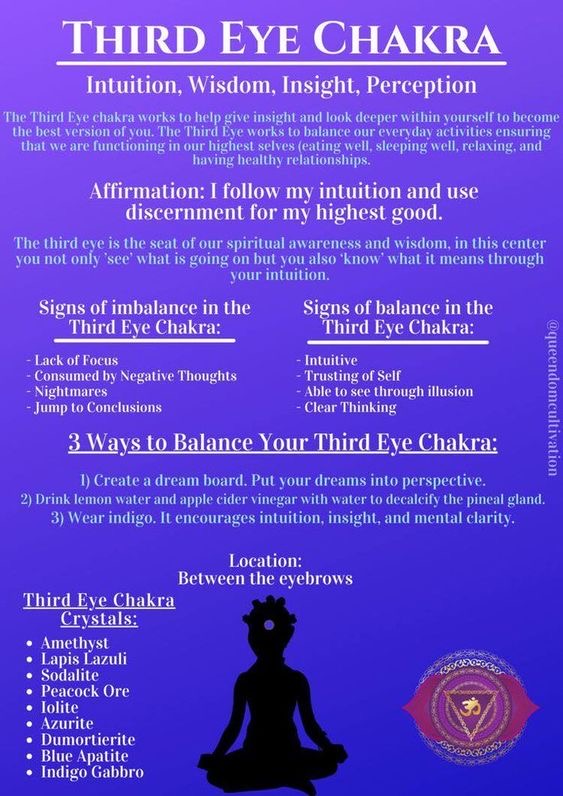 Third Eye Chakra
Intuition, Wisdom, Insight, Perception
The Third Eye chakra works to help give insight and look deeper within yourself to become
the best version of you. The Third Eye works to balance our everyday activities ensuring
that we are functioning in our highest selves (eating well, sleeping well, relaxing, and
having healthy relationships.
Affirmation: I follow my intuition and use
discernment for my highest good.
The third eye is the seat of our spiritual awareness and wisdom, in this center
you not only 'see' what is going on but you also 'know' what it means through
your intuition.
Signs of imbalance in the
Third Eye Chakra:
- Lack of Focus
- Consumed by Negative Thoughts
- Nightmares
- Jump to Conclusions
Signs of balance in the
Third Eye Chakra:
- Intuitive
- Trusting of Self
- Able to see through illusion
- Clear Thinking
@queendomcultivation
3 Ways to Balance Your Third Eye Chakra:
1) Create a dream board. Put your dreams into perspective.
2) Drink lemon water and apple cider vinegar with water to decalcify the pineal gland.
3) Wear indigo. It encourages intuition, insight, and mental clarity.
Location:
Between the eyebrows
Third Eye Chakra
Crystals:
• Amethyst
• Lapis Lazuli
• Sodalite
• Peacock Ore
• Iolite
• Azurite
• Dumortierite
• Blue Apatite
• Indigo Gabbro
ॐ